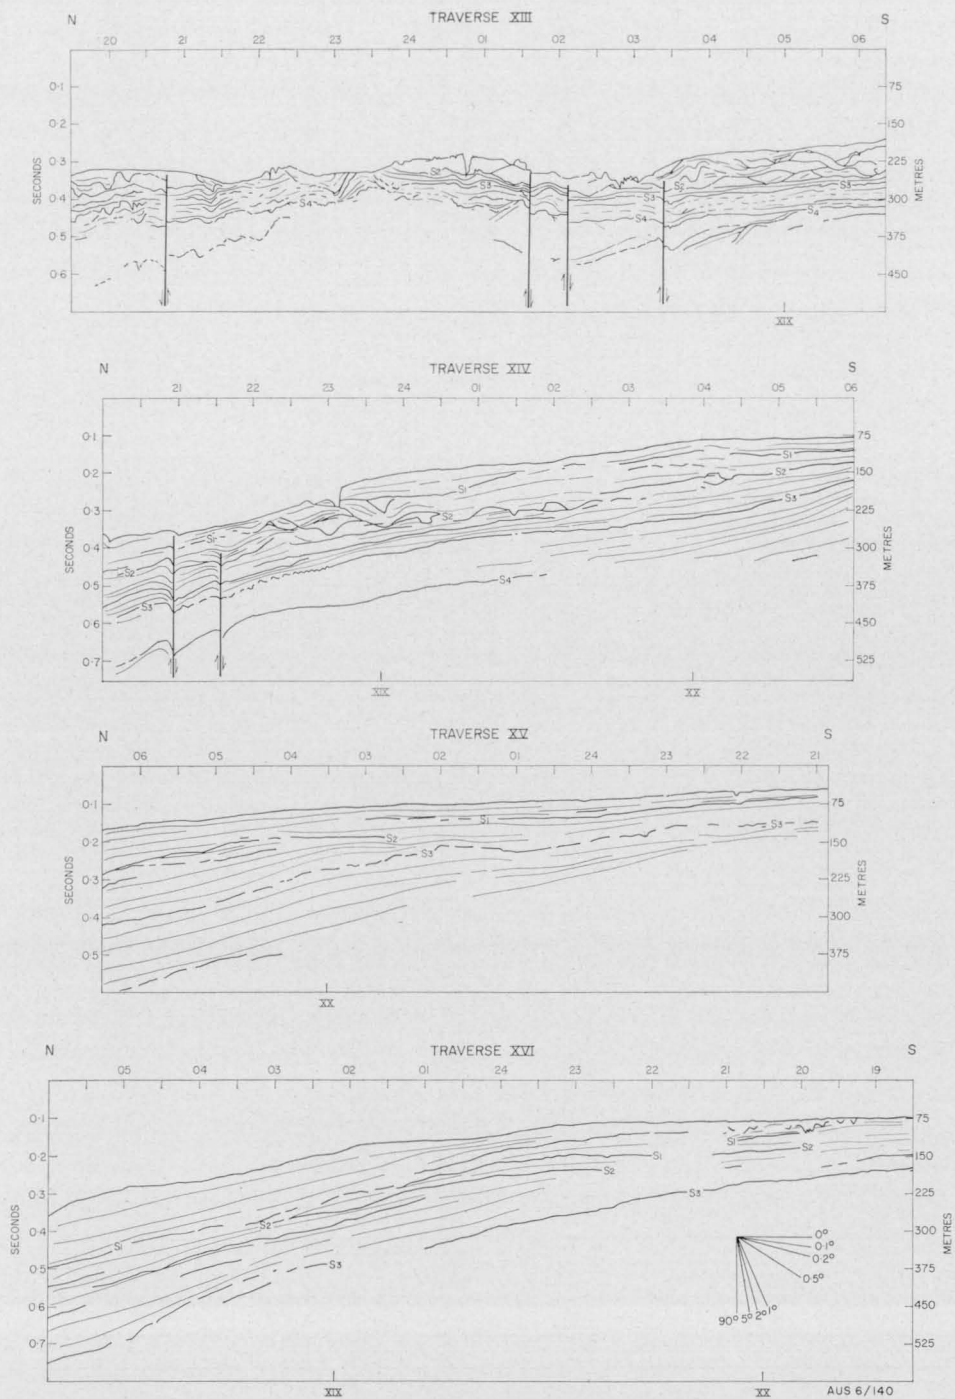 TRAVERSE XIII
N S
20 21 22 23 24 01 02 03 04 05 06
0·1 75
0·2 150
0·3 225
0·4 300
0·5 375
0·6 450
SECONDS
METRES
S2 S3 S4 S2 S3 S4 S2 S3 S4
XIX
TRAVERSE XIV
N S
21 22 23 24 01 02 03 04 05 06
0·1 75
0·2 150
0·3 225
0·4 300
0·5 375
0·6 450
0·7 525
SECONDS
METRES
S1 S2 S3 S1 S2 S4 S1 S2 S3
XIX XX
TRAVERSE XV
N S
06 05 04 03 02 01 24 23 22 21
0·1 75
0·2 150
0·3 225
0·4 300
0·5 375
SECONDS
METRES
S1 S2 S3 S3
XX
TRAVERSE XVI
N S
05 04 03 02 01 24 23 22 21 20 19
0·1 75
0·2 150
0·3 225
0·4 300
0·5 375
0·6 450
0·7 525
SECONDS
METRES
S1 S2 S3 S1 S2 S3 S1 S2
0°
0·1°
0·2°
0·5°
90° 5° 2° 1°
XIX XX
AUS 6/140